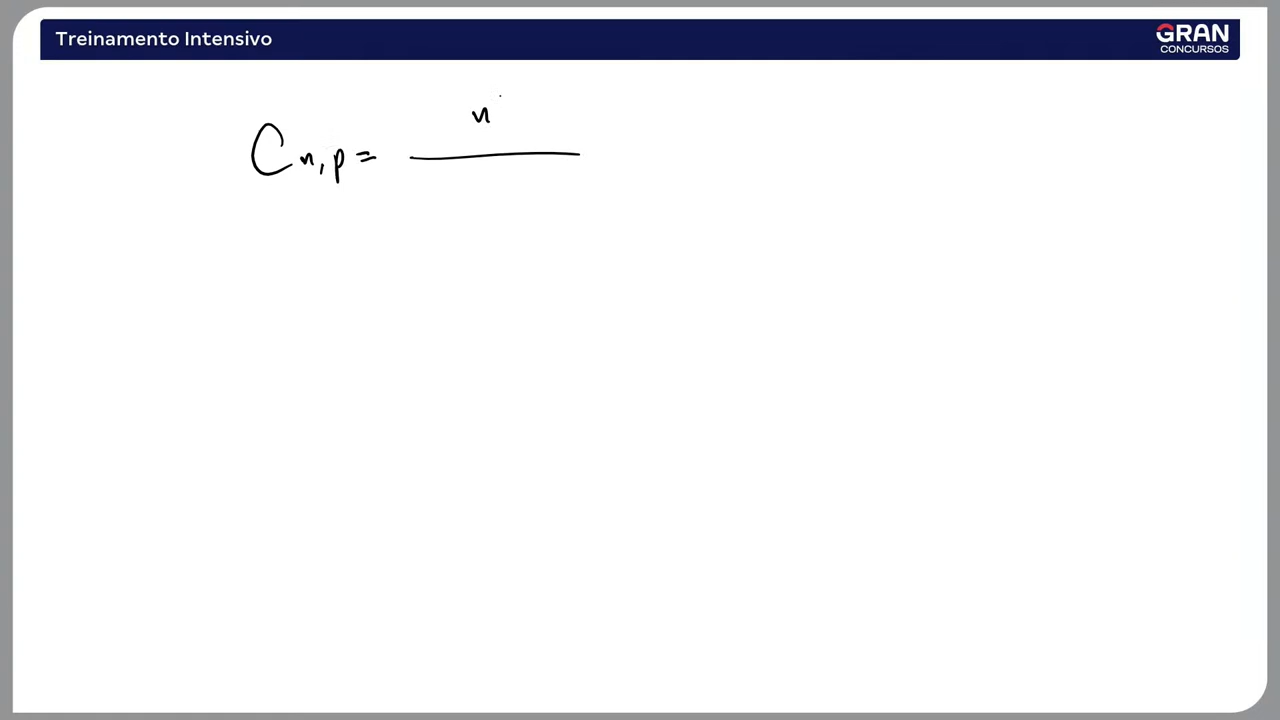 Treinamento Intensivo
GRAN
CONCURSOS
n
Cn,p =